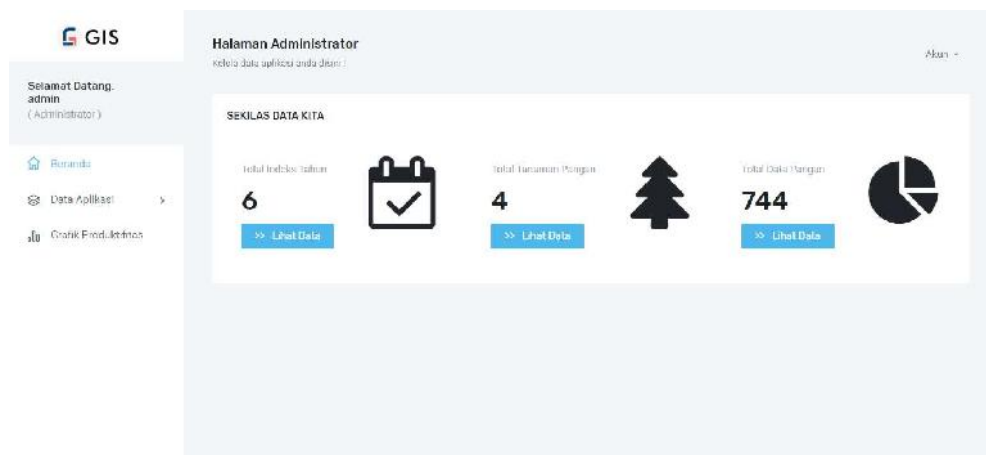 GIS
Selamat Datang.
admin
( Administrator )
Beranda
Data Aplikasi
Grafik Produktifitas
Halaman Administrator
Kelola data aplikasi anda disini !
Akun
SEKILAS DATA KITA
Total Indeks Tahun
6
>> Lihat Data
Total Tanaman Pangan
4
>> Lihat Data
Total Data Pangan
744
>> Lihat Data